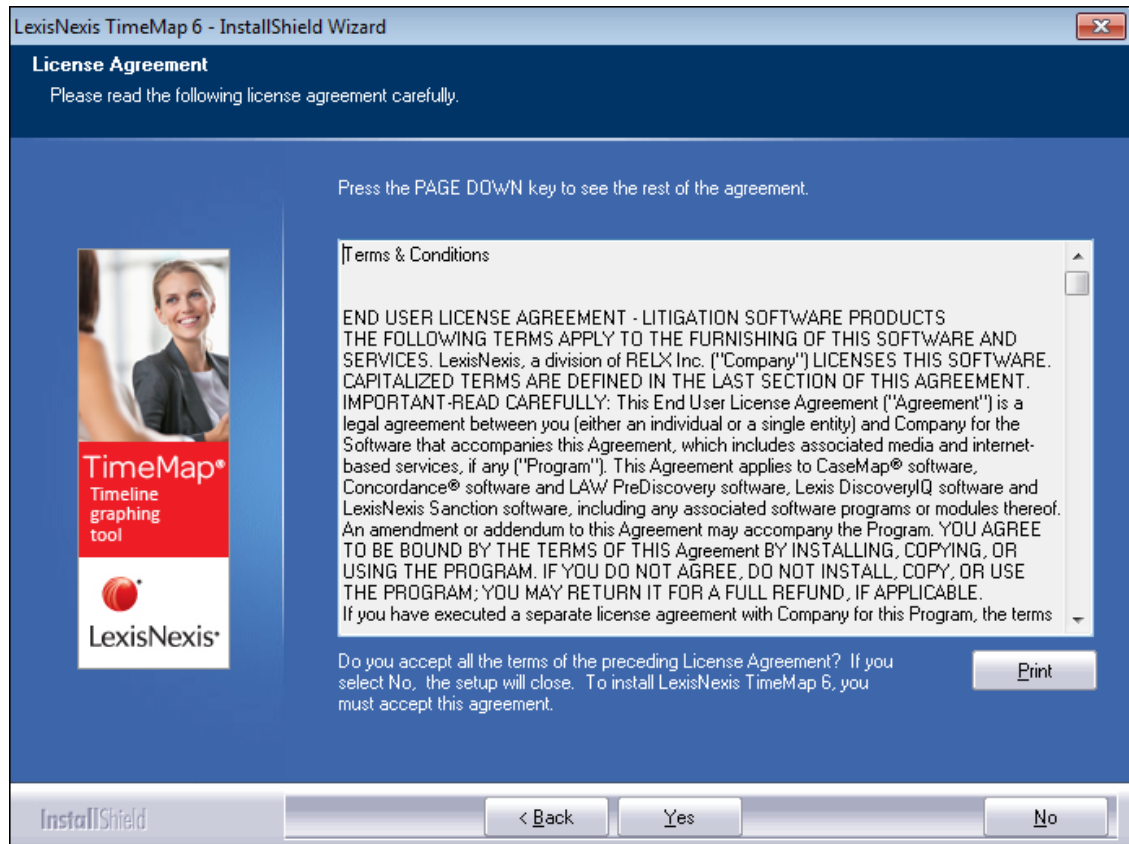 LexisNexis TimeMap 6 - InstallShield Wizard
License Agreement
Please read the following license agreement carefully.
Press the PAGE DOWN key to see the rest of the agreement.
Terms & Conditions
END USER LICENSE AGREEMENT - LITIGATION SOFTWARE PRODUCTS
THE FOLLOWING TERMS APPLY TO THE FURNISHING OF THIS SOFTWARE AND
SERVICES. LexisNexis, a division of RELX Inc. ("Company") LICENSES THIS SOFTWARE.
CAPITALIZED TERMS ARE DEFINED IN THE LAST SECTION OF THIS AGREEMENT.
IMPORTANT-READ CAREFULLY: This End User License Agreement ("Agreement") is a
legal agreement between you (either an individual or a single entity) and Company for the
Software that accompanies this Agreement, which includes associated media and internet-
based services, if any ("Program"). This Agreement applies to CaseMap® software,
Concordance® software and LAW PreDiscovery software, Lexis DiscoveryIQ software and
LexisNexis Sanction software, including any associated software programs or modules thereof.
An amendment or addendum to this Agreement may accompany the Program. YOU AGREE
TO BE BOUND BY THE TERMS OF THIS Agreement BY INSTALLING, COPYING, OR
USING THE PROGRAM. IF YOU DO NOT AGREE, DO NOT INSTALL, COPY, OR USE
THE PROGRAM; YOU MAY RETURN IT FOR A FULL REFUND, IF APPLICABLE.
If you have executed a separate license agreement with Company for this Program, the terms
TimeMap®
Timeline
graphing
tool
LexisNexis®
Do you accept all the terms of the preceding License Agreement? If you
select No, the setup will close. To install LexisNexis TimeMap 6, you
must accept this agreement.
Print
InstallShield
< Back
Yes
No